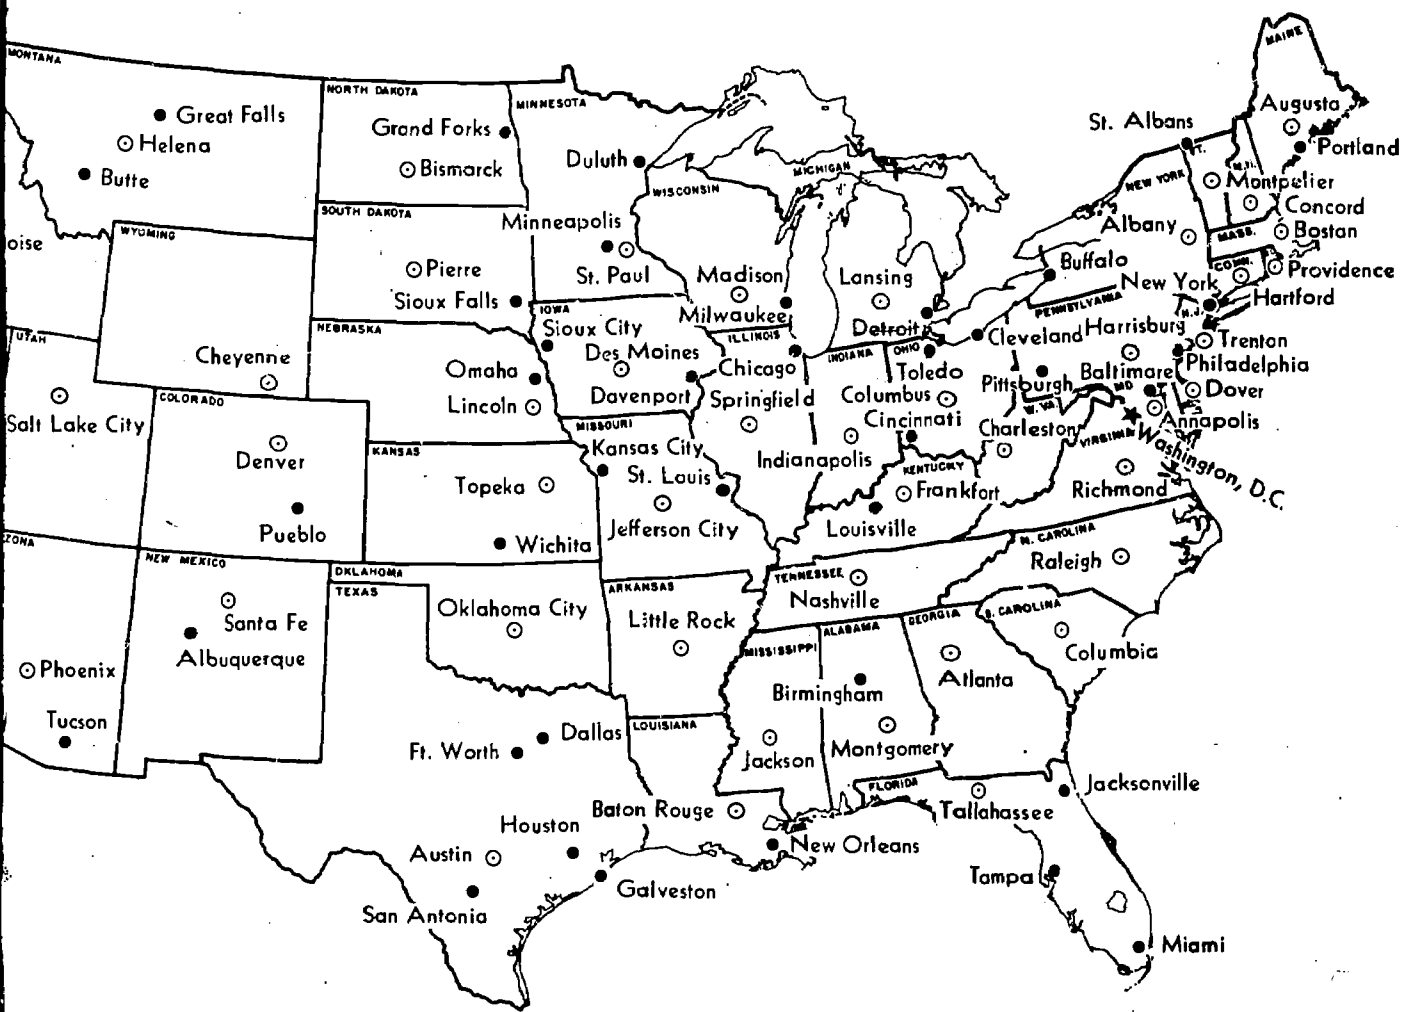 MONTANA
Great Falls
Helena
Butte
NORTH DAKOTA
Grand Forks
Bismarck
MINNESOTA
Duluth
Minneapolis
St. Paul
WISCONSIN
MICHIGAN
Madison
Milwaukee
Lansing
Detroit
MAINE
Augusta
Portland
St. Albans
VT.
N.H.
Montpelier
Concord
NEW YORK
Albany
Buffalo
MASS.
Bostan
CONN.
Providence
New York
Hartford
oise
WYOMING
Cheyenne
SOUTH DAKOTA
Pierre
Sioux Falls
NEBRASKA
Omaha
Lincoln
IOWA
Sioux City
Des Moines
Davenport
ILLINOIS
Chicago
Springfield
INDIANA
Indianapolis
OHIO
Toledo
Columbus
Cincinnati
Cleveland
PENNSYLVANIA
Harrisburg
Pittsburgh
N.J.
Trenton
Philadelphia
Baltimare
MD
Dover
Annapolis
W. VA
Charleston
VIRGINIA
Washington, D.C.
Richmond
UTAH
Salt Lake City
COLORADO
Denver
Pueblo
KANSAS
Topeka
Wichita
MISSOURI
Kansas City
St. Louis
Jefferson City
KENTUCKY
Frankfort
Louisville
ZONA
Phoenix
Tucson
NEW MEXICO
Santa Fe
Albuquerque
OKLAHOMA
Oklahoma City
TEXAS
Dallas
Ft. Worth
Houston
Austin
San Antonia
Galveston
ARKANSAS
Little Rock
TENNESSEE
Nashville
N. CAROLINA
Raleigh
S. CAROLINA
Columbia
MISSISSIPPI
Jackson
ALABAMA
Birmingham
Montgomery
GEORGIA
Atlanta
LOUISIANA
Baton Rouge
New Orleans
FLORIDA
Tallahassee
Jacksonville
Tampa
Miami